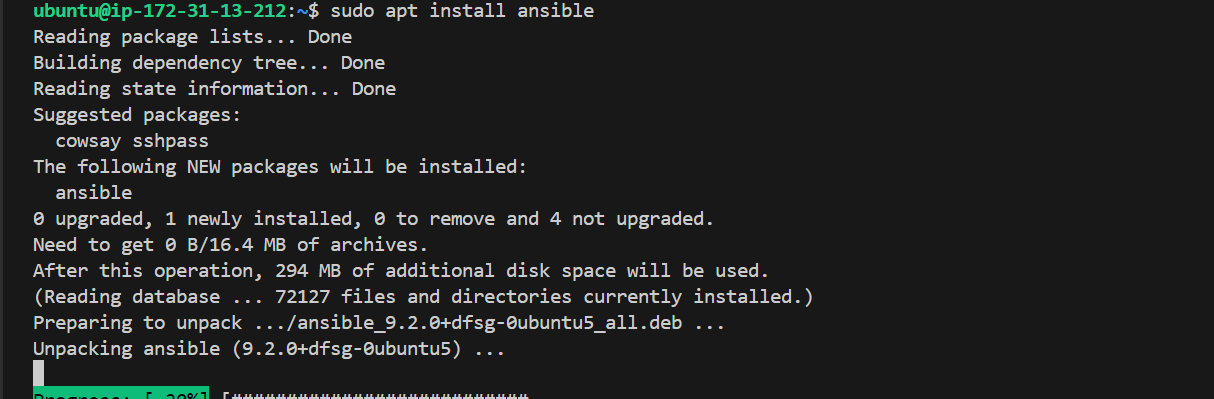 ubuntu@ip-172-31-13-212:~$ sudo apt install ansible
Reading package lists... Done
Building dependency tree... Done
Reading state information... Done
Suggested packages:
  cowsay sshpass
The following NEW packages will be installed:
  ansible
0 upgraded, 1 newly installed, 0 to remove and 4 not upgraded.
Need to get 0 B/16.4 MB of archives.
After this operation, 294 MB of additional disk space will be used.
(Reading database ... 72127 files and directories currently installed.)
Preparing to unpack .../ansible_9.2.0+dfsg-0ubuntu5_all.deb ...
Unpacking ansible (9.2.0+dfsg-0ubuntu5) ...
Progress: [ 20%] [###########################